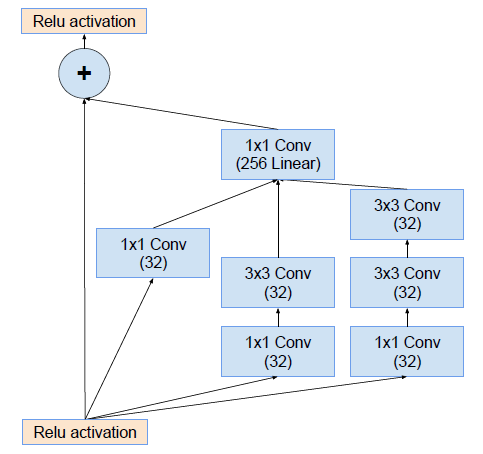 Relu activation
+
1x1 Conv
(256 Linear)
3x3 Conv
(32)
1x1 Conv
(32)
3x3 Conv
(32)
3x3 Conv
(32)
1x1 Conv
(32)
1x1 Conv
(32)
Relu activation